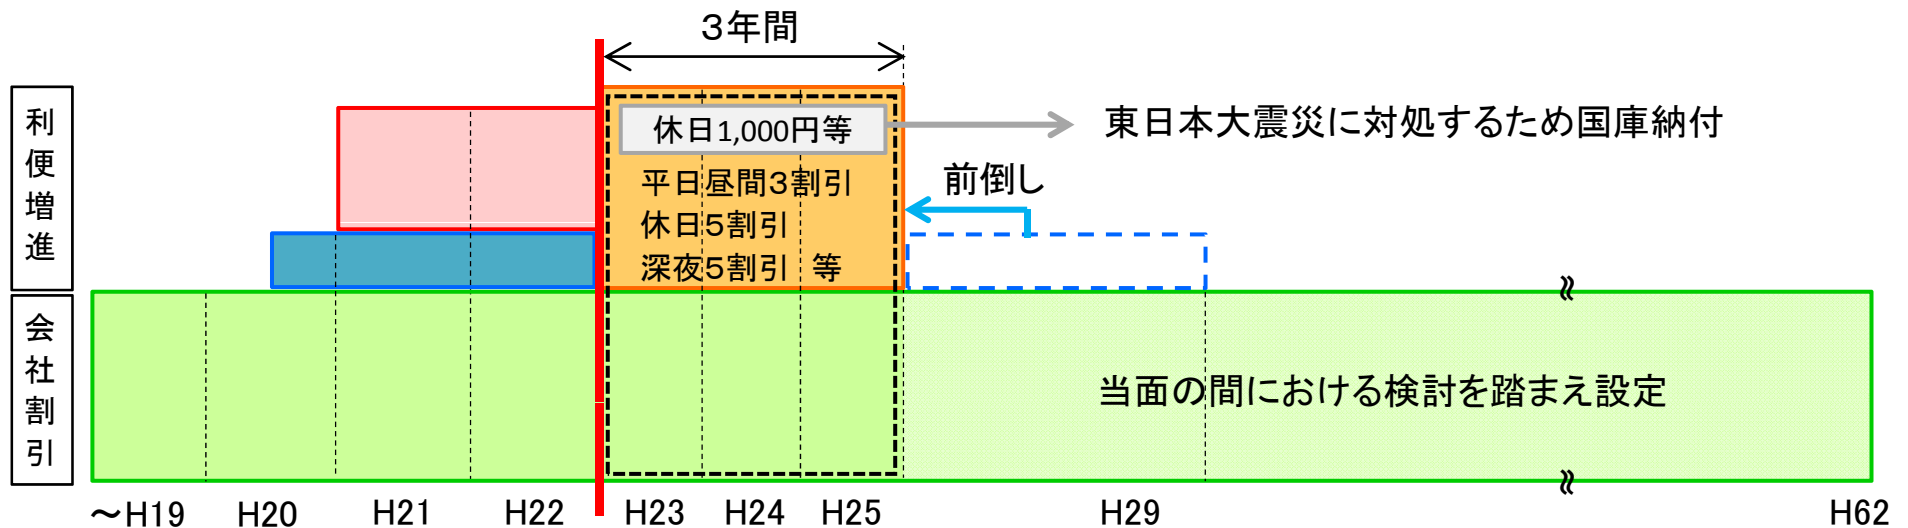 3年間
利便増進
休日1,000円等
東日本大震災に対処するため国庫納付
平日昼間3割引
休日5割引
深夜5割引 等
前倒し
会社割引
当面の間における検討を踏まえ設定
～H19 H20 H21 H22 H23 H24 H25 H29 H62